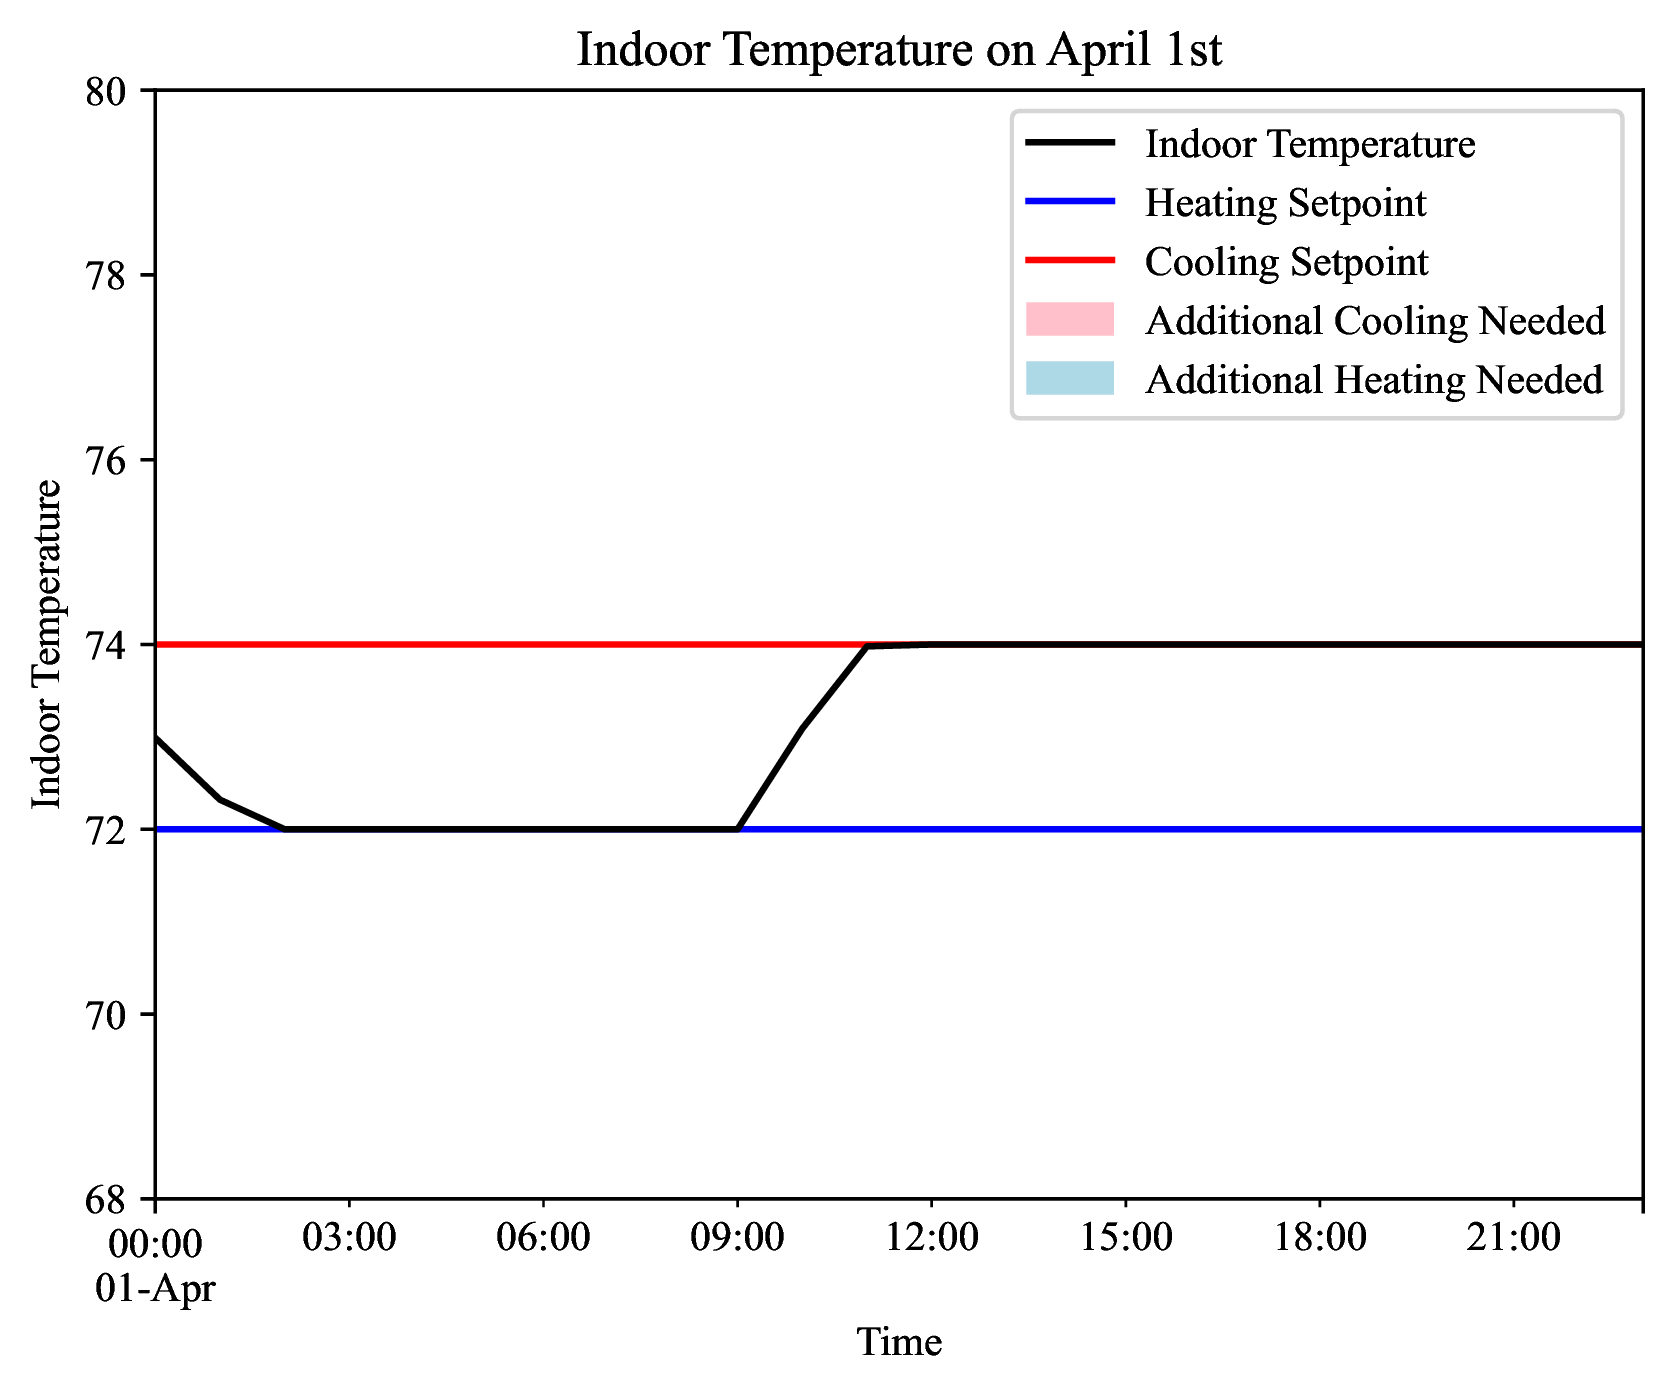 Indoor Temperature on April 1st
80
78
76
74
72
70
68
Indoor Temperature
Indoor Temperature
Heating Setpoint
Cooling Setpoint
Additional Cooling Needed
Additional Heating Needed
00:00 03:00 06:00 09:00 12:00 15:00 18:00 21:00
01-Apr
Time